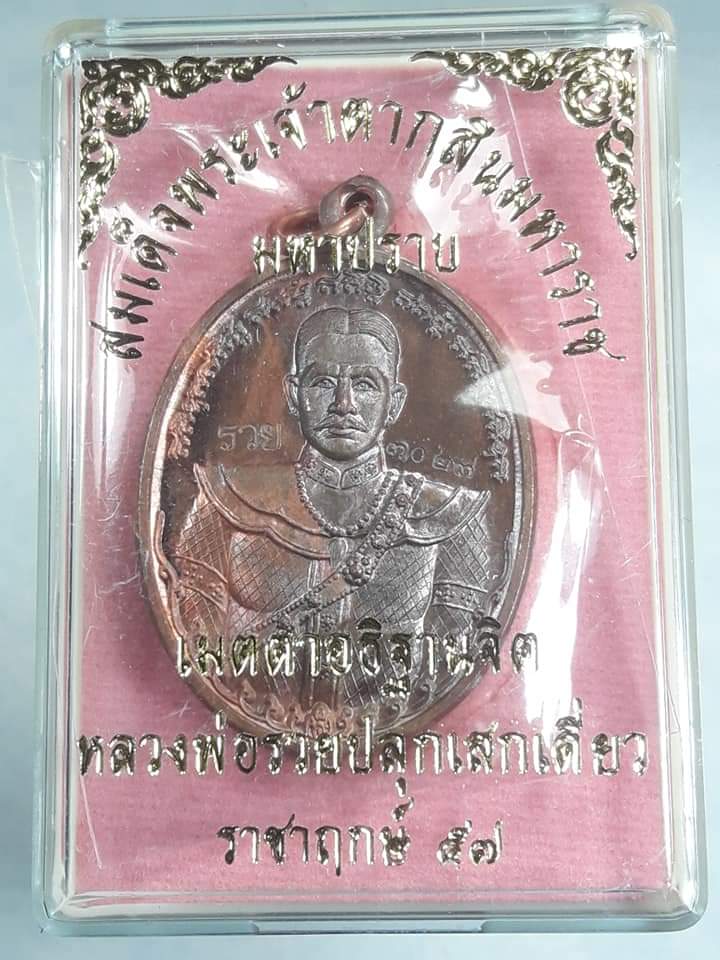 สมเด็จพระเจ้าตากสินมหาราช
มหาปราบ
รวย
๓๐๒๗
เมตตาอธิฐานจิต
หลวงพ่อรวยปลุกเสกเดี่ยว
ราชาฤกษ์ ๕๗